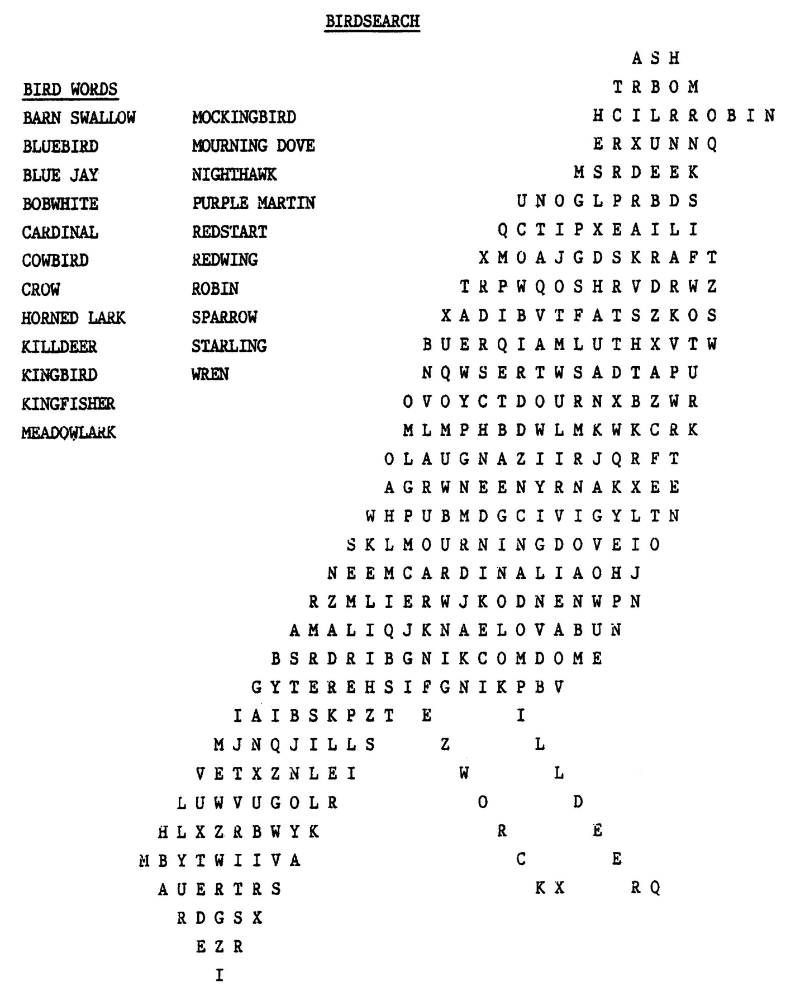 BIRDSEARCH
BIRD WORDS
BARN SWALLOW MOCKINGBIRD
BLUEBIRD MOURNING DOVE
BLUE JAY NIGHTHAWK
BOBWHITE PURPLE MARTIN
CARDINAL REDSTART
COWBIRD REDWING
CROW ROBIN
HORNED LARK SPARROW
KILLDEER STARLING
KINGBIRD WREN
KINGFISHER
MEADOWLARK
A S H
T R B O M
H C I L R R O B I N
E R X U N N Q
M S R D E E K
U N O G L P R B D S
Q C T I P X E A I L I
X M O A J G D S K R A F T
T R P W Q O S H R V D R W Z
X A D I B V T F A T S Z K O S
B U E R Q I A M L U T H X V T W
N Q W S E R T W S A D T A P U
O V O Y C T D O U R N X B Z W R
M L M P H B D W L M K W K C R K
O L A U G N A Z I I R J Q R F T
A G R W N E E N Y R N A K X E E
W H P U B M D G C I V I G Y L T N
S K L M O U R N I N G D O V E I O
N E E M C A R D I N A L I A O H J
R Z M L I E R W J K O D N E N W P N
A M A L I Q J K N A E L O V A B U N
B S R D R I B G N I K C O M D O M E
G Y T E R E H S I F G N I K P B V
I A I B S K P Z T E I
M J N Q J I L L S Z L
V E T X Z N L E I W L
L U W V U G O L R O D
H L X Z R B W Y K R E
M B Y T W I I V A C E
A U E R T R S K X R Q
R D G S X
E Z R
I